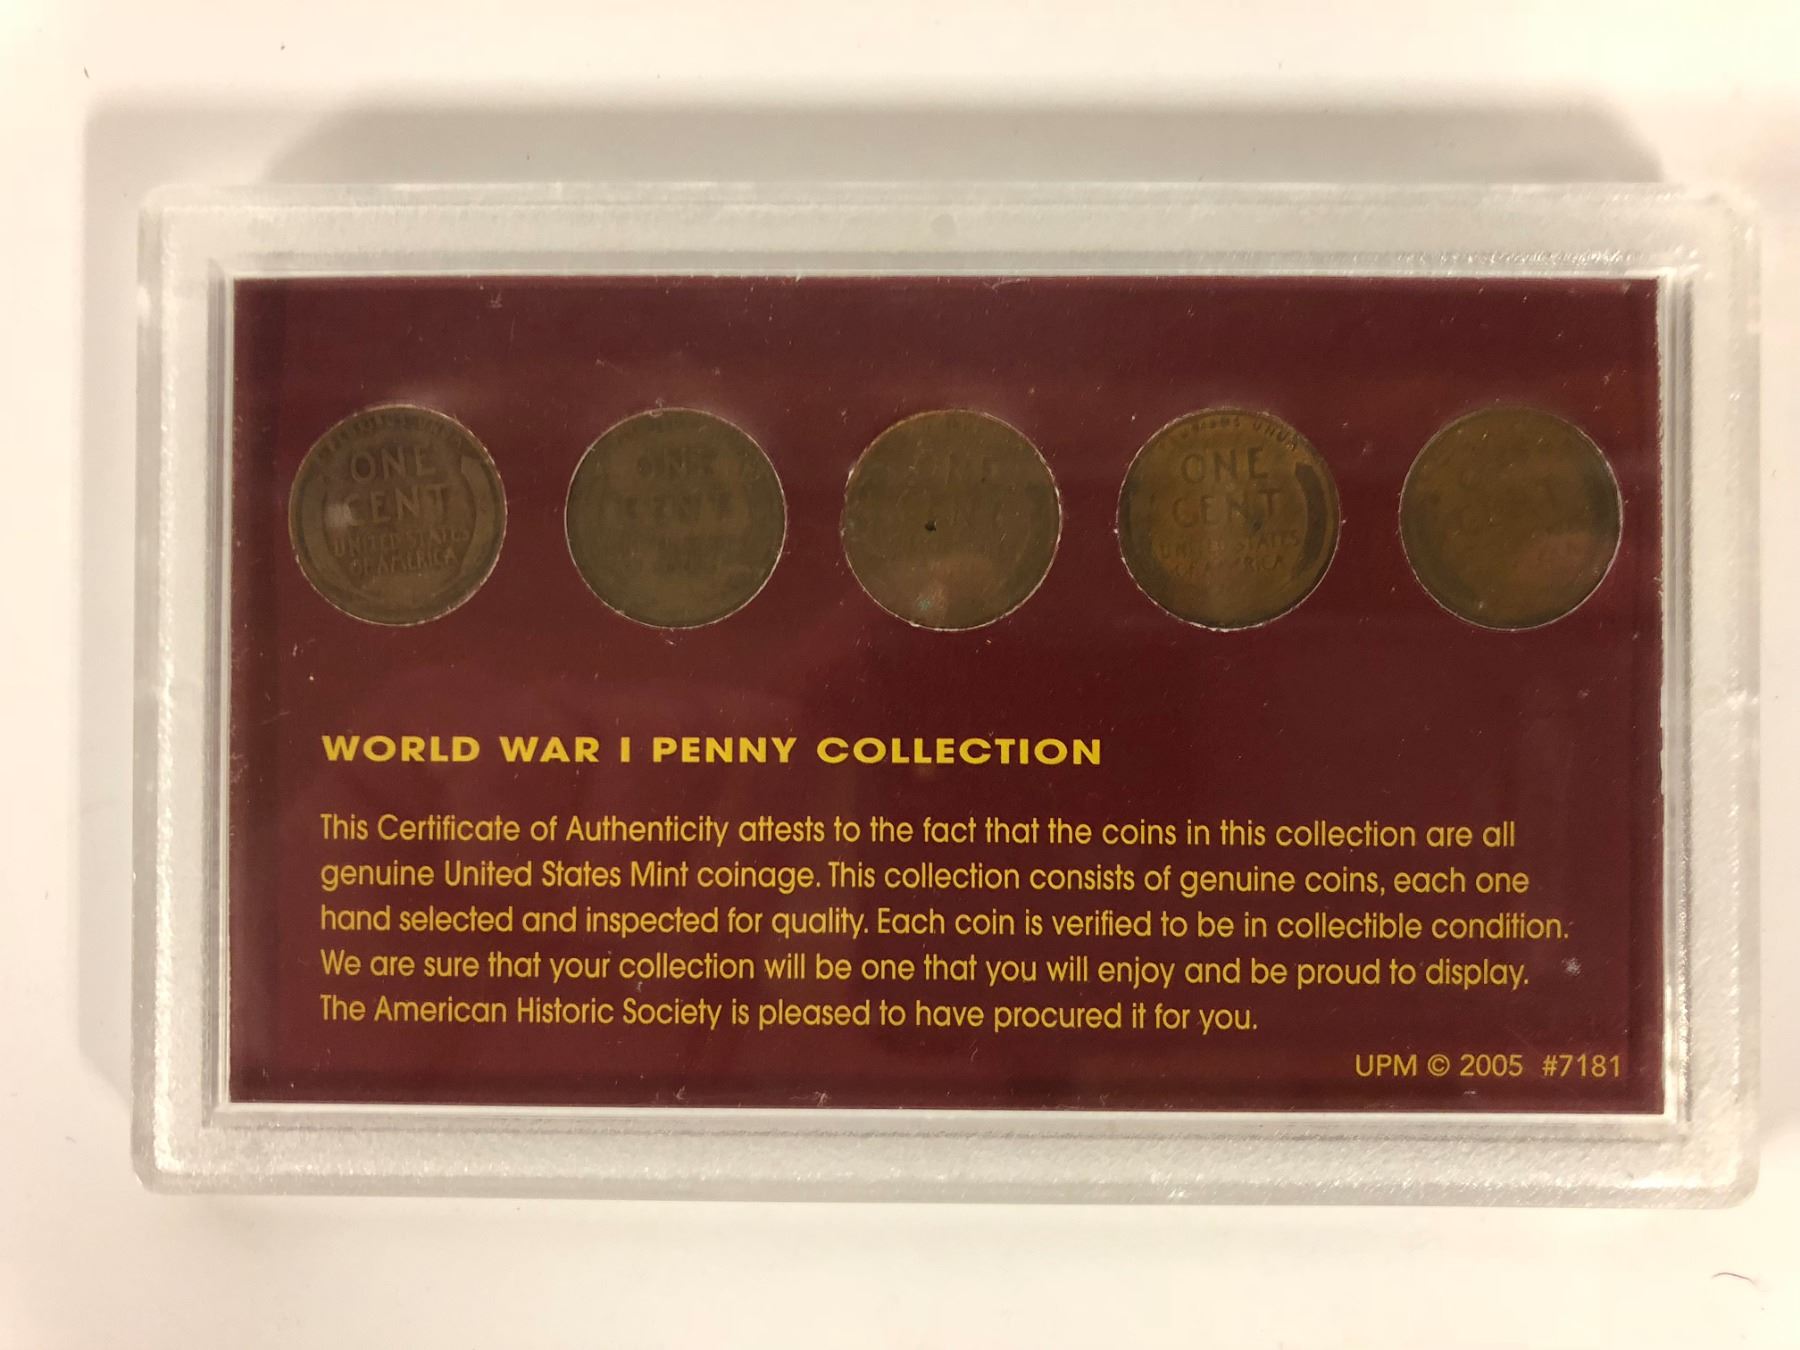 ONE
CENT
UNITED STATES
OF AMERICA
ONE
CENT
ONE
CENT
UNUM
ONE
CENT
UNITED STATES
OF AMERICA
CENT
WORLD WAR I PENNY COLLECTION
This Certificate of Authenticity attests to the fact that the coins in this collection are all
genuine United States Mint coinage. This collection consists of genuine coins, each one
hand selected and inspected for quality. Each coin is verified to be in collectible condition.
We are sure that your collection will be one that you will enjoy and be proud to display.
The American Historic Society is pleased to have procured it for you.
UPM © 2005 #7181